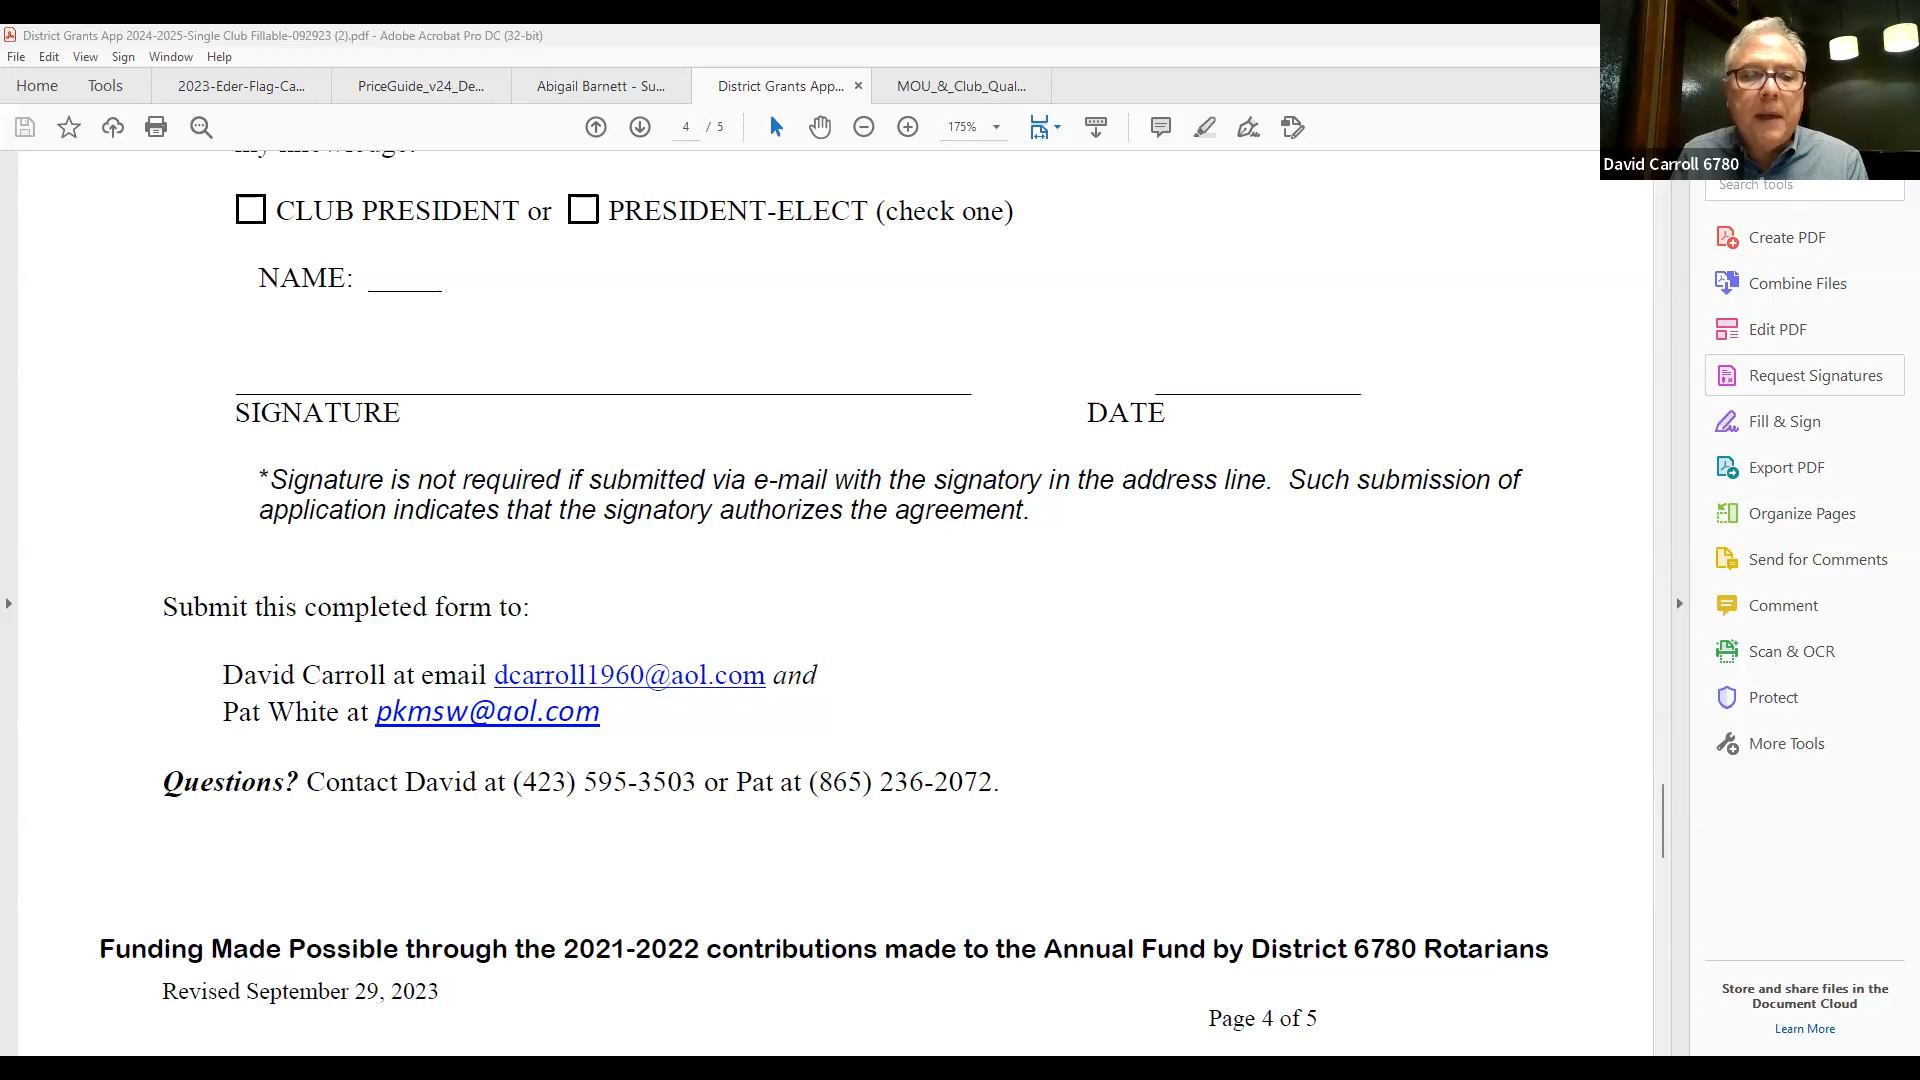 District Grants App 2024-2025-Single Club Fillable-092923 (2).pdf - Adobe Acrobat Pro DC (32-bit)
File Edit View Sign Window Help
Home Tools 2023-Eder-Flag-Ca... PriceGuide_v24_De... Abigail Barnett - Su... District Grants App... × MOU_&_Club_Qual...
4 / 5 175%
David Carroll 6780
my knowledge.
CLUB PRESIDENT or PRESIDENT-ELECT (check one)
NAME:
SIGNATURE DATE
*Signature is not required if submitted via e-mail with the signatory in the address line. Such submission of
application indicates that the signatory authorizes the agreement.
Submit this completed form to:
David Carroll at email dcarroll1960@aol.com and
Pat White at pkmsw@aol.com
Questions? Contact David at (423) 595-3503 or Pat at (865) 236-2072.
Funding Made Possible through the 2021-2022 contributions made to the Annual Fund by District 6780 Rotarians
Revised September 29, 2023
Page 4 of 5
Search tools
Create PDF
Combine Files
Edit PDF
Request Signatures
Fill & Sign
Export PDF
Organize Pages
Send for Comments
Comment
Scan & OCR
Protect
More Tools
Store and share files in the
Document Cloud
Learn More